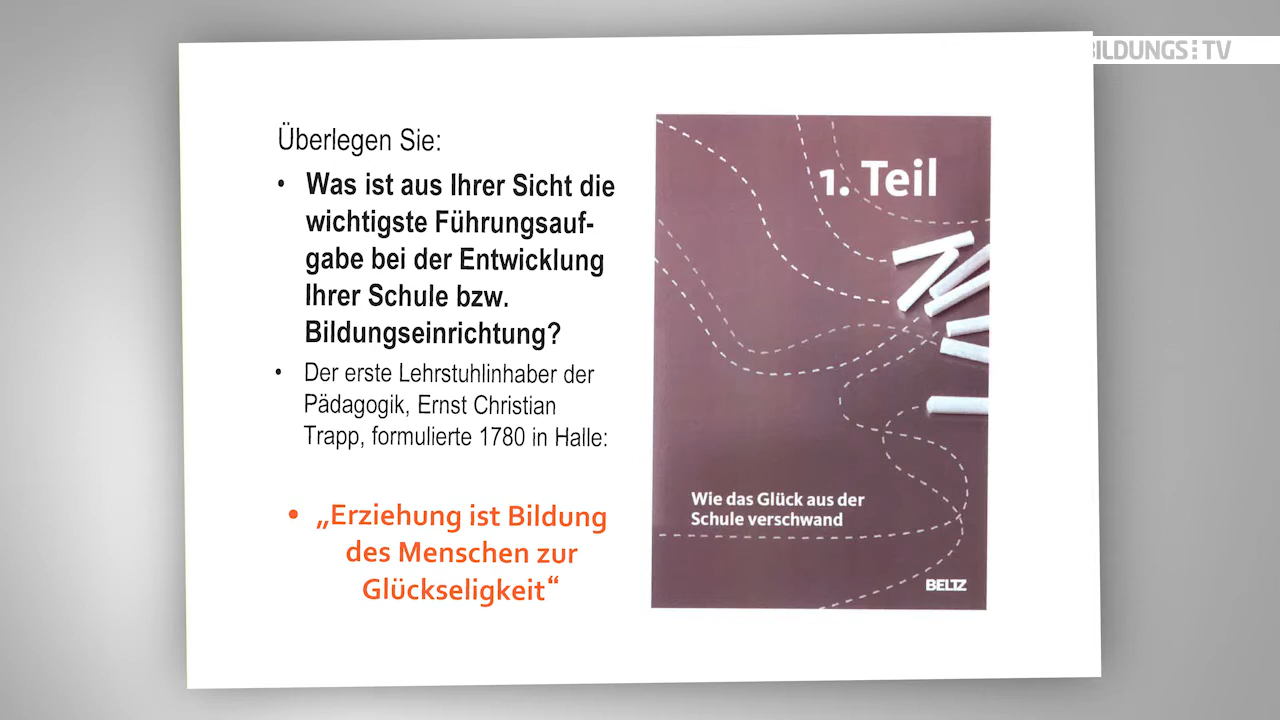 BILDUNGS:TV
Überlegen Sie:
• Was ist aus Ihrer Sicht die
wichtigste Führungsauf-
gabe bei der Entwicklung
Ihrer Schule bzw.
Bildungseinrichtung?
• Der erste Lehrstuhlinhaber der
Pädagogik, Ernst Christian
Trapp, formulierte 1780 in Halle:
• „Erziehung ist Bildung
des Menschen zur
Glückseligkeit“
1. Teil
Wie das Glück aus der
Schule verschwand
BELTZ